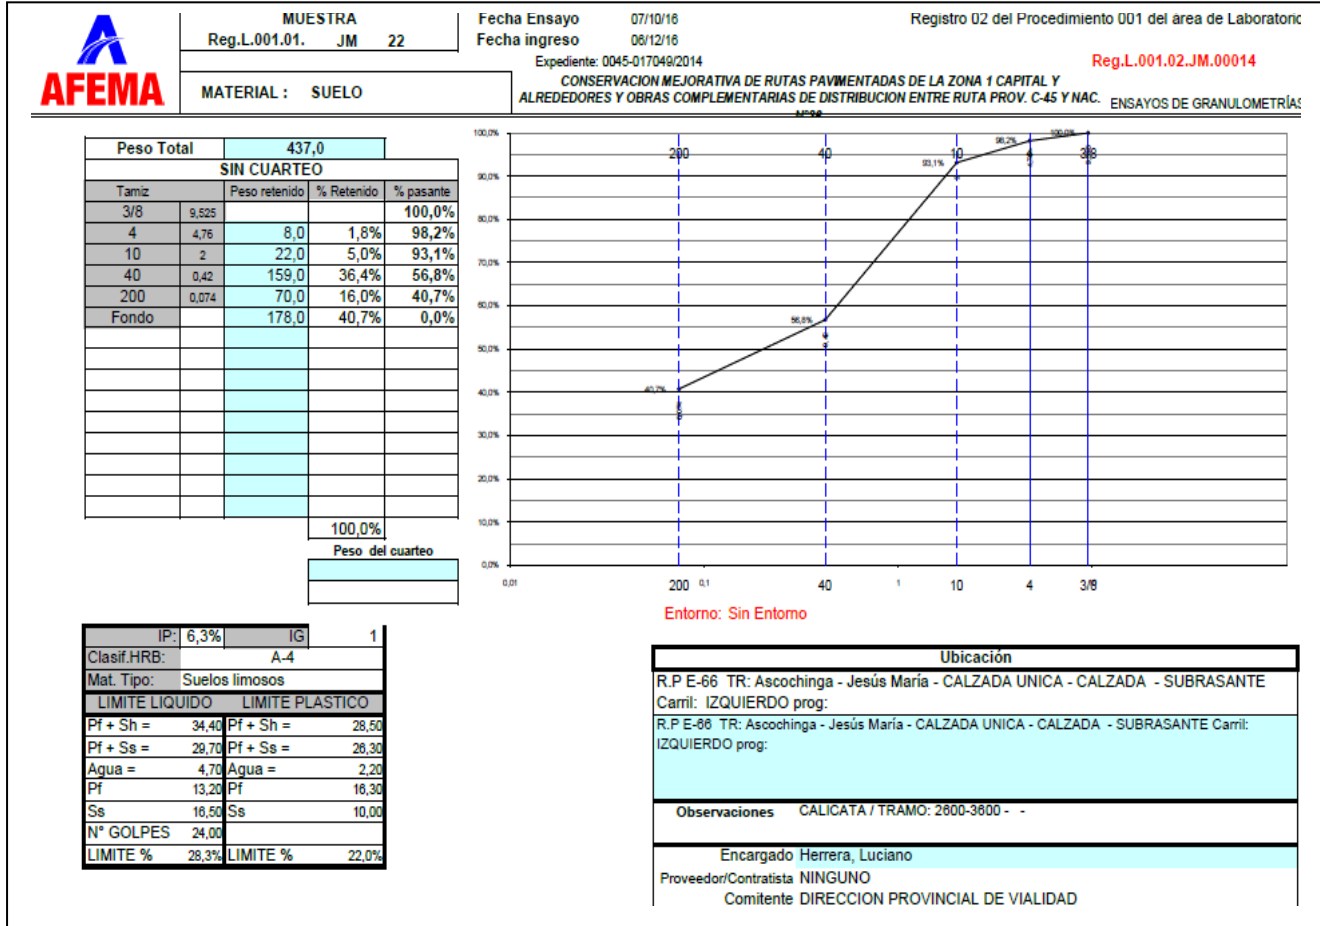 AFEMA
MUESTRA
Reg.L.001.01. JM 22
MATERIAL : SUELO
Fecha Ensayo 07/10/16
Fecha ingreso 06/12/16
Expediente: 0045-017049/2014
CONSERVACION MEJORATIVA DE RUTAS PAVIMENTADAS DE LA ZONA 1 CAPITAL Y
ALREDEDORES Y OBRAS COMPLEMENTARIAS DE DISTRIBUCION ENTRE RUTA PROV. C-45 Y NAC.
Registro 02 del Procedimiento 001 del área de Laboratorio
Reg.L.001.02.JM.00014
ENSAYOS DE GRANULOMETRÍAS
Peso Total 437,0
SIN CUARTEO
Tamiz Peso retenido % Retenido % pasante
3/8 9,525 100,0%
4 4,76 8,0 1,8% 98,2%
10 2 22,0 5,0% 93,1%
40 0,42 159,0 36,4% 56,8%
200 0,074 70,0 16,0% 40,7%
Fondo 178,0 40,7% 0,0%
100,0%
Peso del cuarteo
100,0%
90,0%
80,0%
70,0%
60,0%
50,0%
40,0%
30,0%
20,0%
10,0%
0,0%
200 40 10 4 3/8
40,7%
56,8%
93,1%
98,2%
100,0%
0,01 200 0,1 40 1 10 4 3/8
Entorno: Sin Entorno
IP: 6,3% IG 1
Clasif.HRB: A-4
Mat. Tipo: Suelos limosos
LIMITE LIQUIDO LIMITE PLASTICO
Pf + Sh = 34,40 Pf + Sh = 28,50
Pf + Ss = 29,70 Pf + Ss = 26,30
Agua = 4,70 Agua = 2,20
Pf 13,20 Pf 16,30
Ss 16,50 Ss 10,00
N° GOLPES 24,00
LIMITE % 28,3% LIMITE % 22,0%
Ubicación
R.P E-66 TR: Ascochinga - Jesús María - CALZADA UNICA - CALZADA - SUBRASANTE
Carril: IZQUIERDO prog:
R.P E-66 TR: Ascochinga - Jesús María - CALZADA UNICA - CALZADA - SUBRASANTE Carril:
IZQUIERDO prog:
Observaciones CALICATA / TRAMO: 2600-3600 - -
Encargado Herrera, Luciano
Proveedor/Contratista NINGUNO
Comitente DIRECCION PROVINCIAL DE VIALIDAD